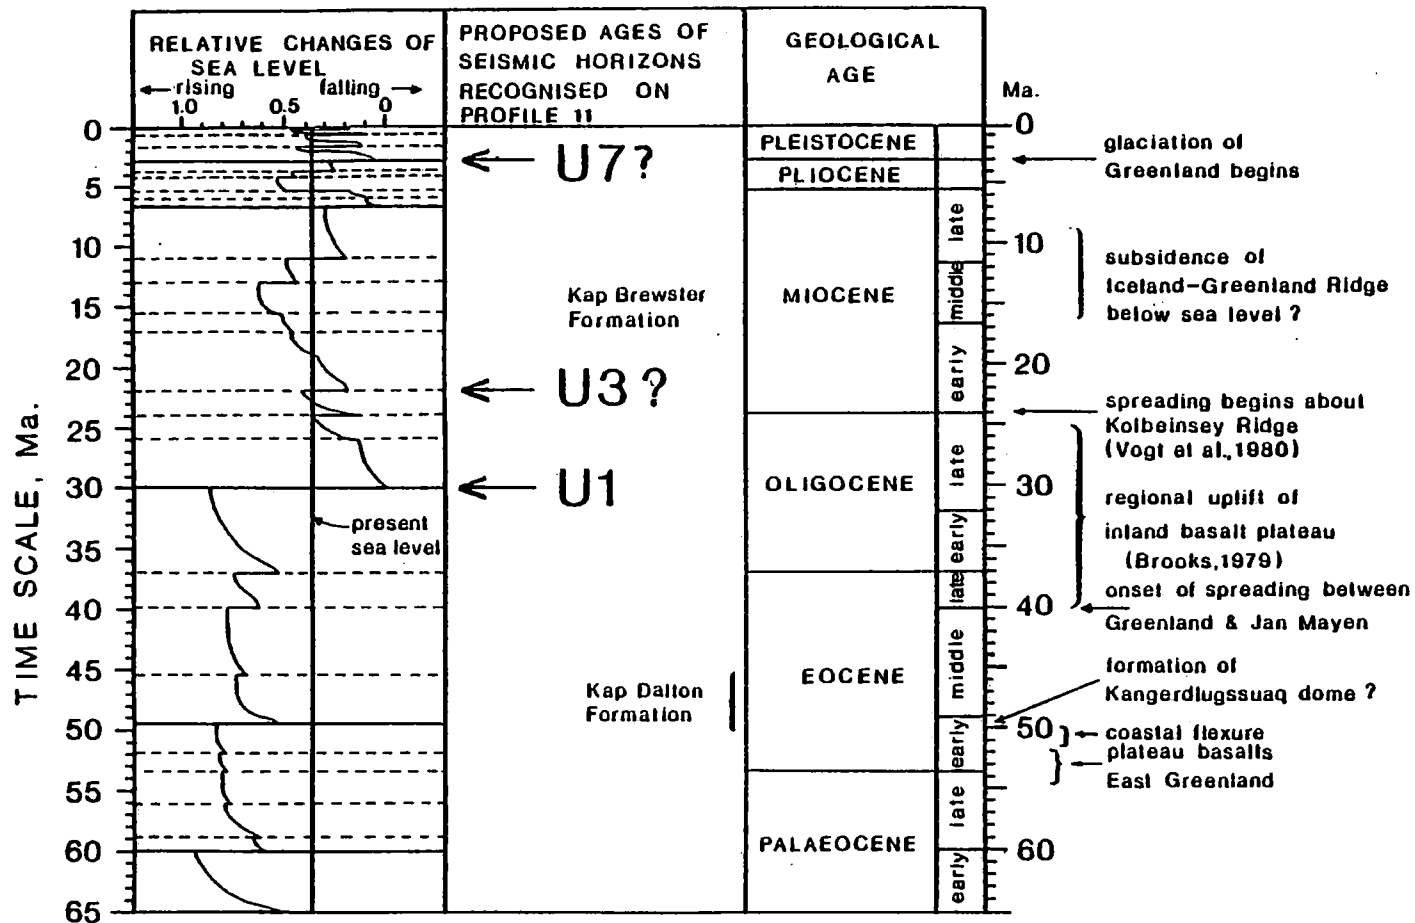 RELATIVE CHANGES OF
SEA LEVEL
←rising falling →
1.0 0.5 0
PROPOSED AGES OF
SEISMIC HORIZONS
RECOGNISED ON
PROFILE 11
GEOLOGICAL
AGE
Ma.
TIME SCALE, Ma.
0
5
10
15
20
25
30
35
40
45
50
55
60
65
present
sea level
← U7?
Kap Brewster
Formation
← U3?
← U1
Kap Dalton
Formation
PLEISTOCENE
PLIOCENE
MIOCENE
late
middle
early
OLIGOCENE
late
early
EOCENE
late
middle
early
PALAEOCENE
late
early
0
10
20
30
40
50
60
glaciation of
Greenland begins
subsidence of
Iceland-Greenland Ridge
below sea level ?
spreading begins about
Kolbeinsey Ridge
(Vogt et al.,1980)
regional uplift of
inland basalt plateau
(Brooks,1979)
onset of spreading between
Greenland & Jan Mayen
formation of
Kangerdlugssuaq dome ?
coastal flexure
plateau basalts
East Greenland